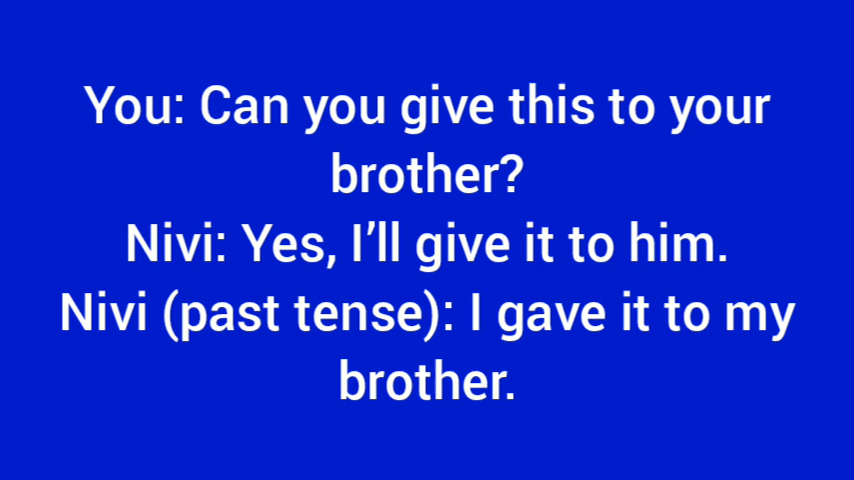 You: Can you give this to your
brother?
Nivi: Yes, I’ll give it to him.
Nivi (past tense): I gave it to my
brother.